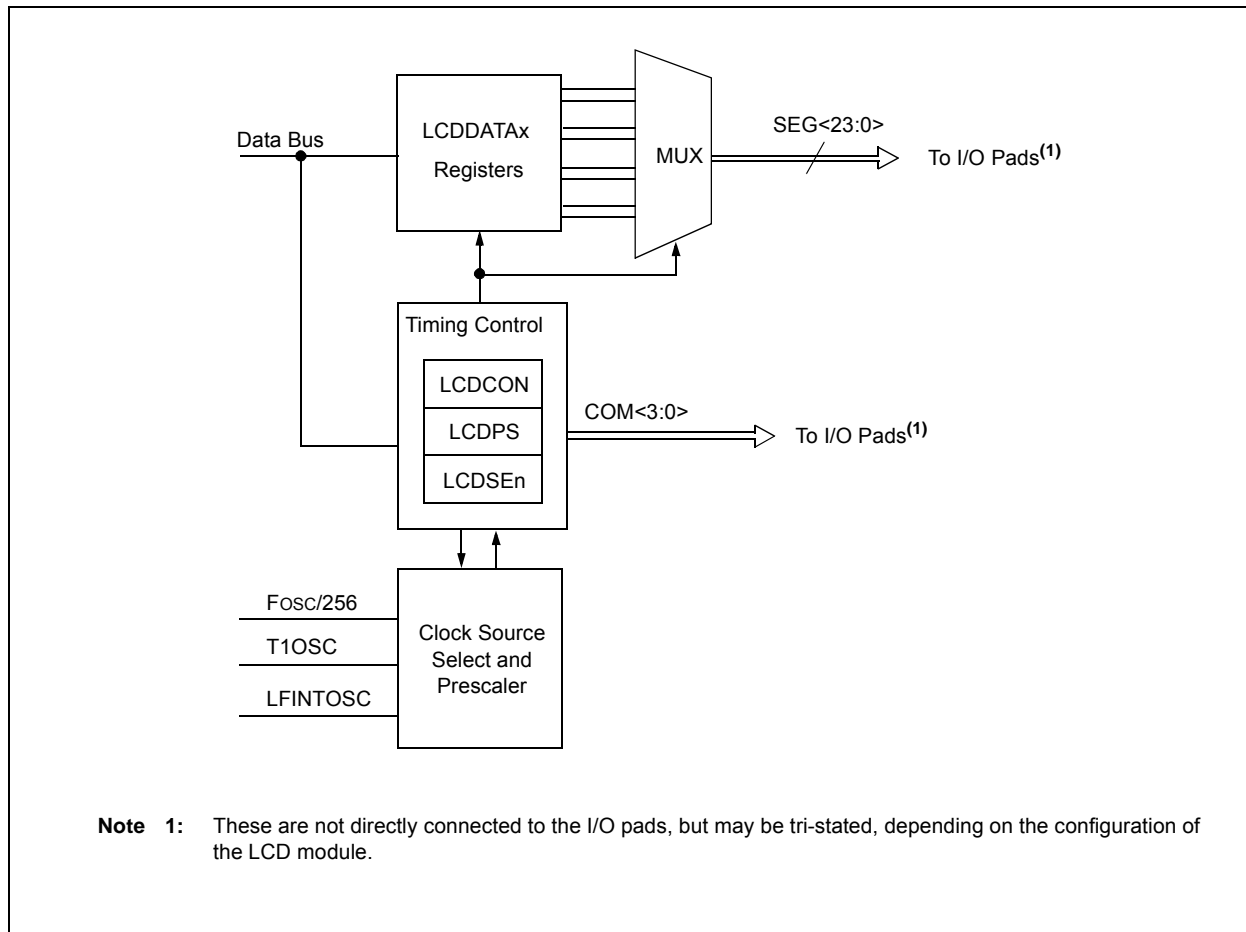 LCDDATAx
Registers
MUX
Data Bus
SEG<23:0>
To I/O Pads(1)
Timing Control
LCDCON
LCDPS
LCDSEn
COM<3:0>
To I/O Pads(1)
FOSC/256
T1OSC
LFINTOSC
Clock Source
Select and
Prescaler
Note 1: These are not directly connected to the I/O pads, but may be tri-stated, depending on the configuration of
the LCD module.